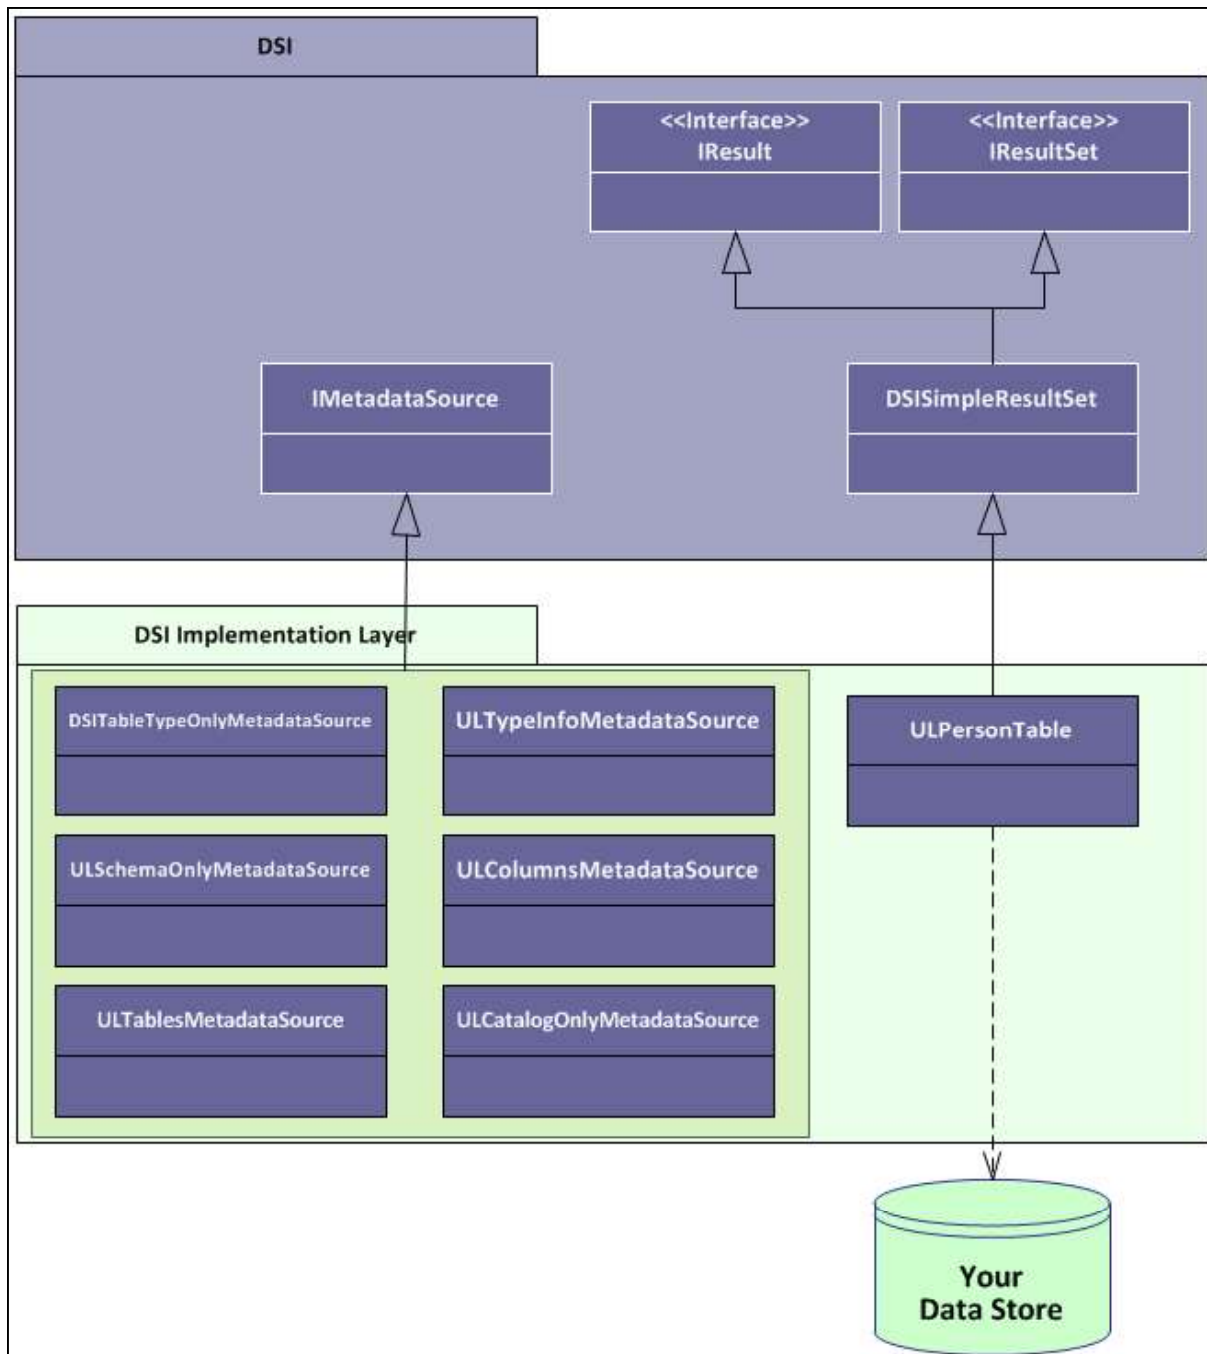 DSI
<<Interface>>
IResult
<<Interface>>
IResultSet
IMetadataSource
DSISimpleResultSet
DSI Implementation Layer
DSITableTypeOnlyMetadataSource
ULTypeInfoMetadataSource
ULPersonTable
ULSchemaOnlyMetadataSource
ULColumnsMetadataSource
ULTablesMetadataSource
ULCatalogOnlyMetadataSource
Your
Data Store